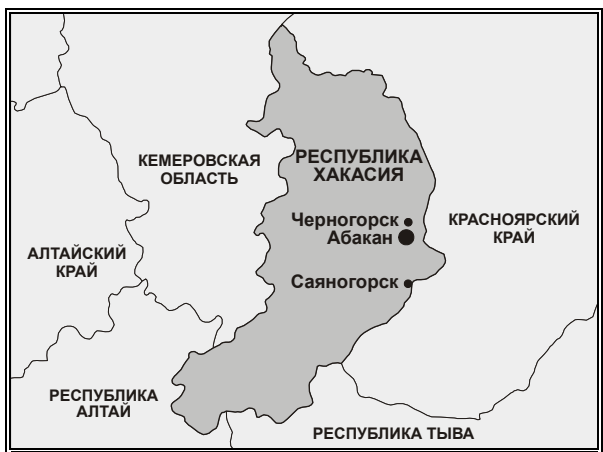 КЕМЕРОВСКАЯ
ОБЛАСТЬ
РЕСПУБЛИКА
ХАКАСИЯ
Черногорск
Абакан
КРАСНОЯРСКИЙ
КРАЙ
АЛТАЙСКИЙ
КРАЙ
Саяногорск
РЕСПУБЛИКА
АЛТАЙ
РЕСПУБЛИКА ТЫВА